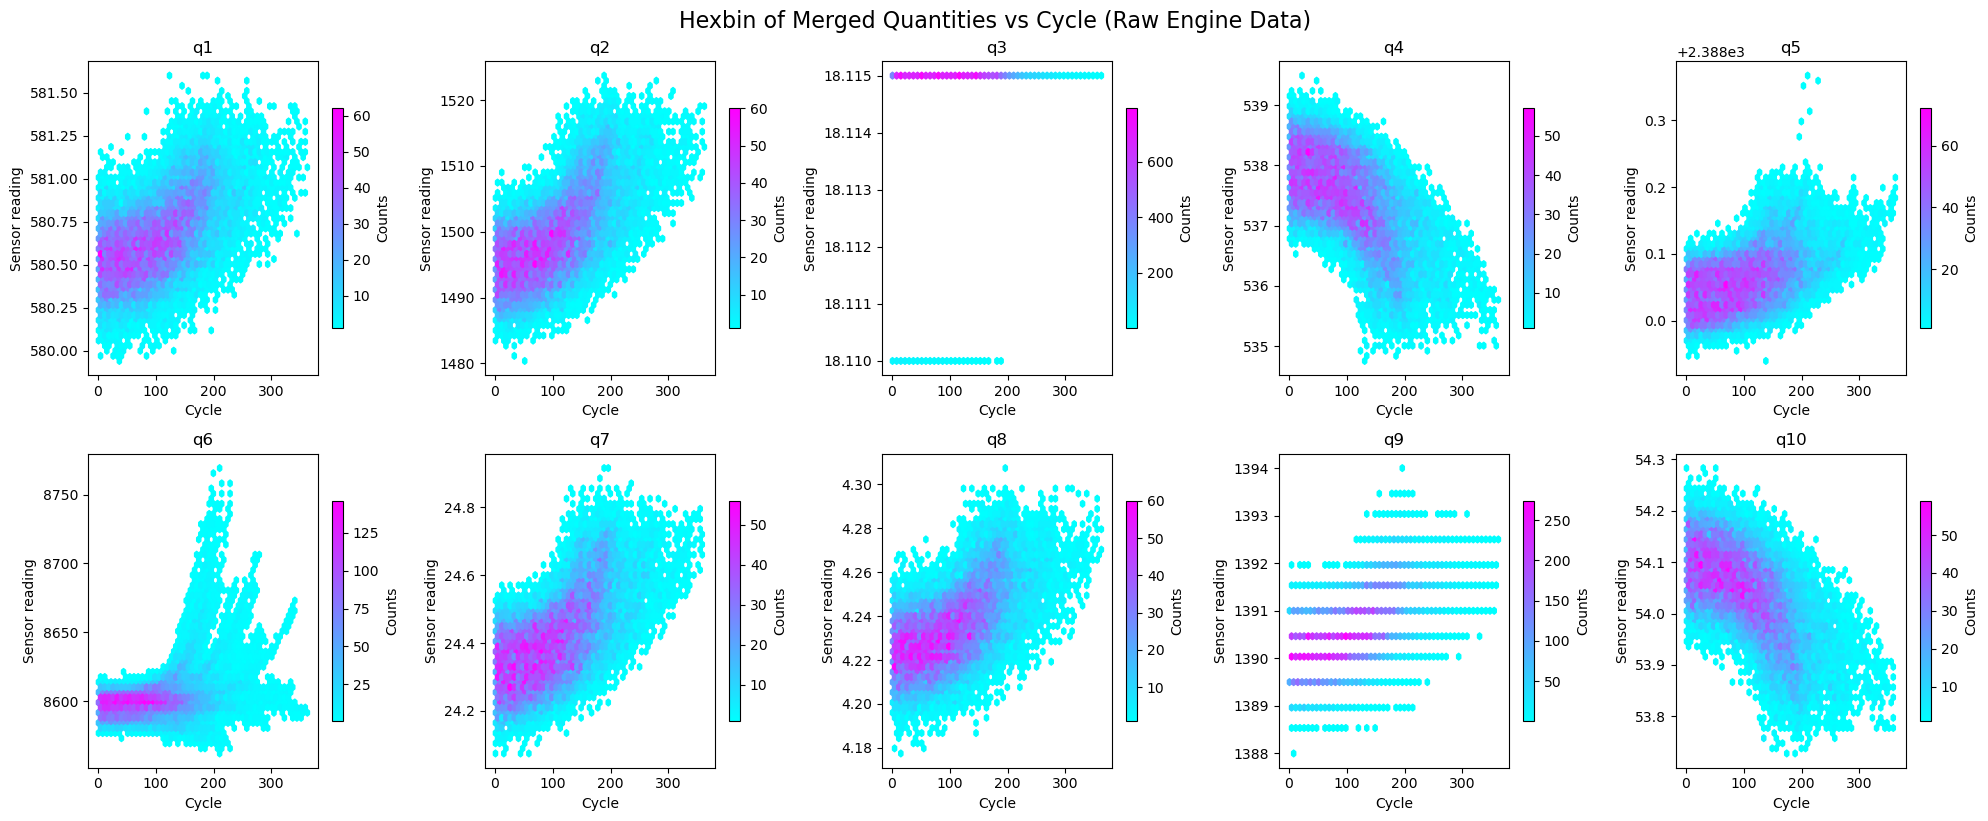 Hexbin of Merged Quantities vs Cycle (Raw Engine Data)
q1
581.50
581.25
581.00
580.75
580.50
580.25
580.00
Sensor reading
0 100 200 300
Cycle
60
50
40
30
20
10
Counts
q2
1520
1510
1500
1490
1480
Sensor reading
0 100 200 300
Cycle
60
50
40
30
20
10
Counts
q3
18.115
18.114
18.113
18.112
18.111
18.110
Sensor reading
0 100 200 300
Cycle
600
400
200
Counts
q4
539
538
537
536
535
Sensor reading
0 100 200 300
Cycle
50
40
30
20
10
Counts
q5
+2.388e3
0.3
0.2
0.1
0.0
Sensor reading
0 100 200 300
Cycle
60
40
20
Counts
q6
8750
8700
8650
8600
Sensor reading
0 100 200 300
Cycle
125
100
75
50
25
Counts
q7
24.8
24.6
24.4
24.2
Sensor reading
0 100 200 300
Cycle
50
40
30
20
10
Counts
q8
4.30
4.28
4.26
4.24
4.22
4.20
4.18
Sensor reading
0 100 200 300
Cycle
60
50
40
30
20
10
Counts
q9
1394
1393
1392
1391
1390
1389
1388
Sensor reading
0 100 200 300
Cycle
250
200
150
100
50
Counts
q10
54.3
54.2
54.1
54.0
53.9
53.8
Sensor reading
0 100 200 300
Cycle
50
40
30
20
10
Counts